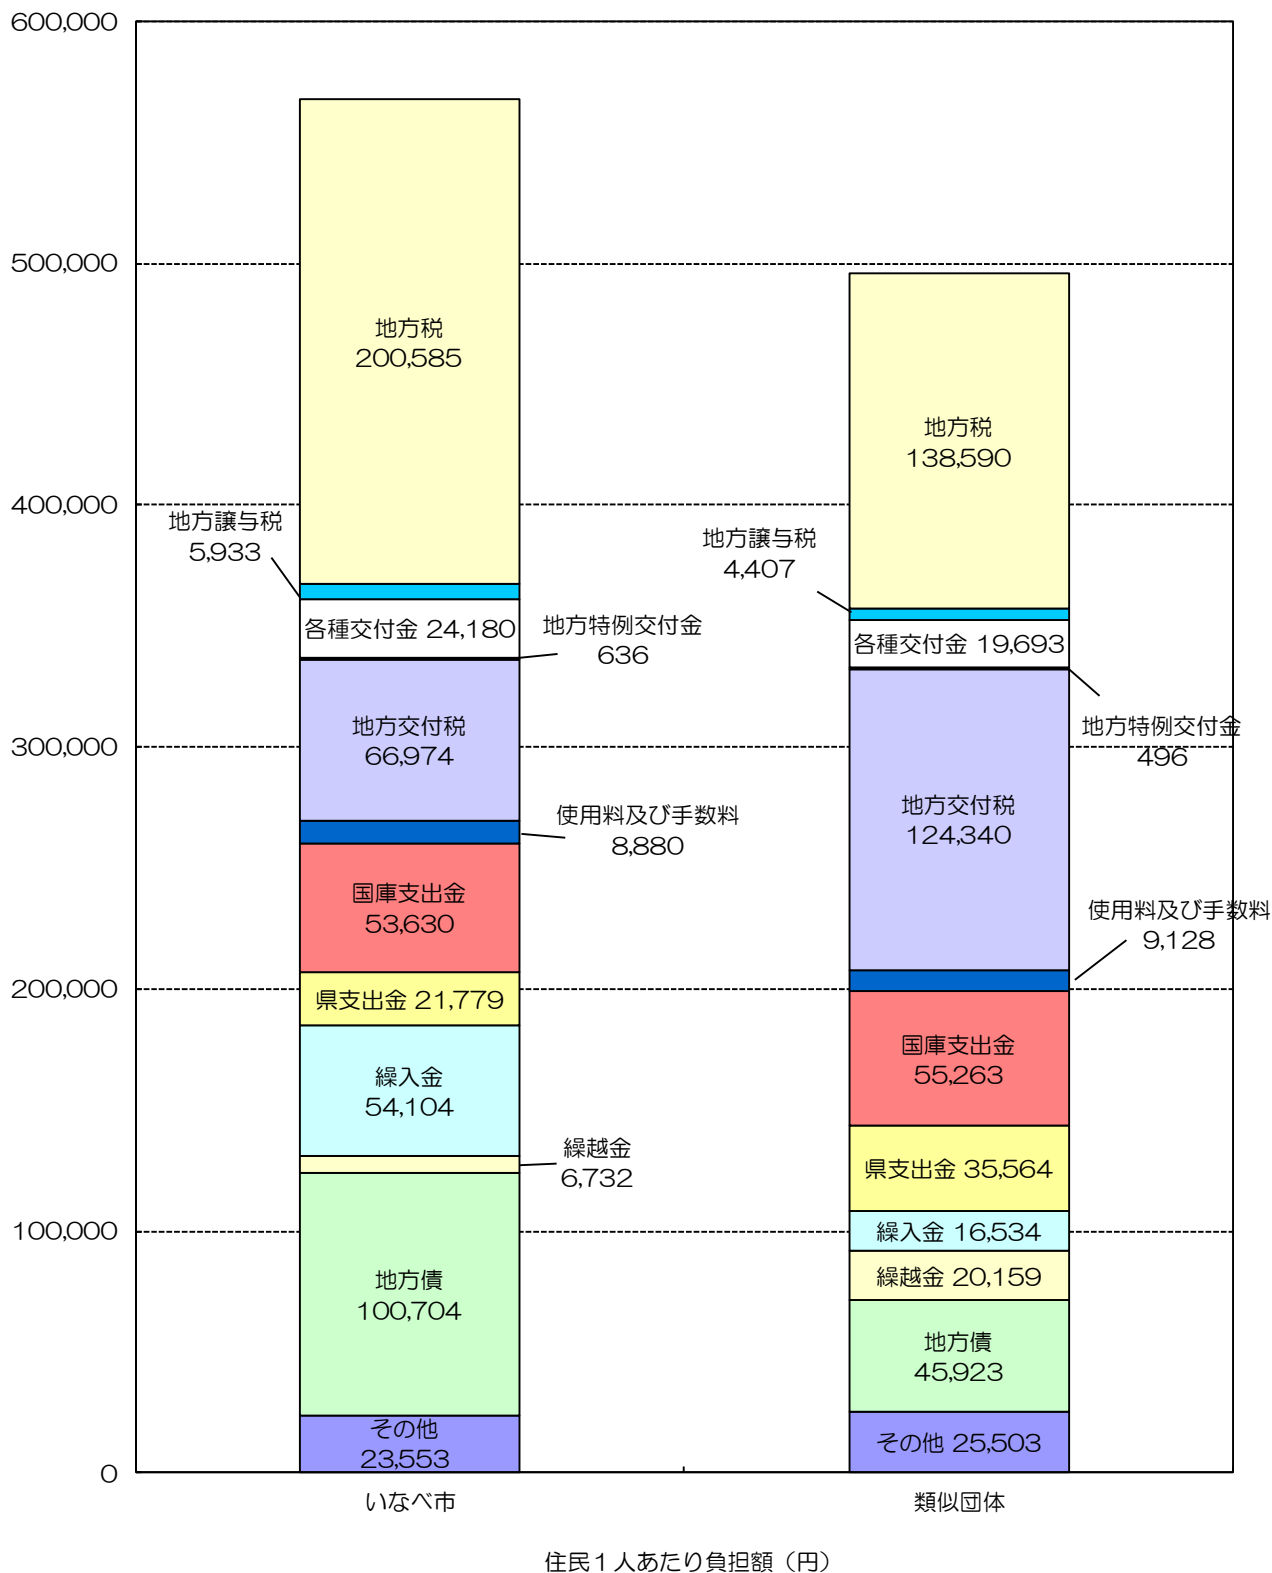 600,000
500,000
地方税
200,585
地方税
138,590
400,000
地方譲与税
5,933
地方譲与税
4,407
各種交付金 24,180
地方特例交付金
636
各種交付金 19,693
地方交付税
66,974
地方特例交付金
496
300,000
地方交付税
124,340
使用料及び手数料
8,880
国庫支出金
53,630
使用料及び手数料
9,128
200,000
県支出金 21,779
国庫支出金
55,263
繰入金
54,104
繰越金
6,732
県支出金 35,564
100,000
繰入金 16,534
繰越金 20,159
地方債
100,704
地方債
45,923
その他
23,553
その他 25,503
0
いなべ市
類似団体
住民1人あたり負担額（円）